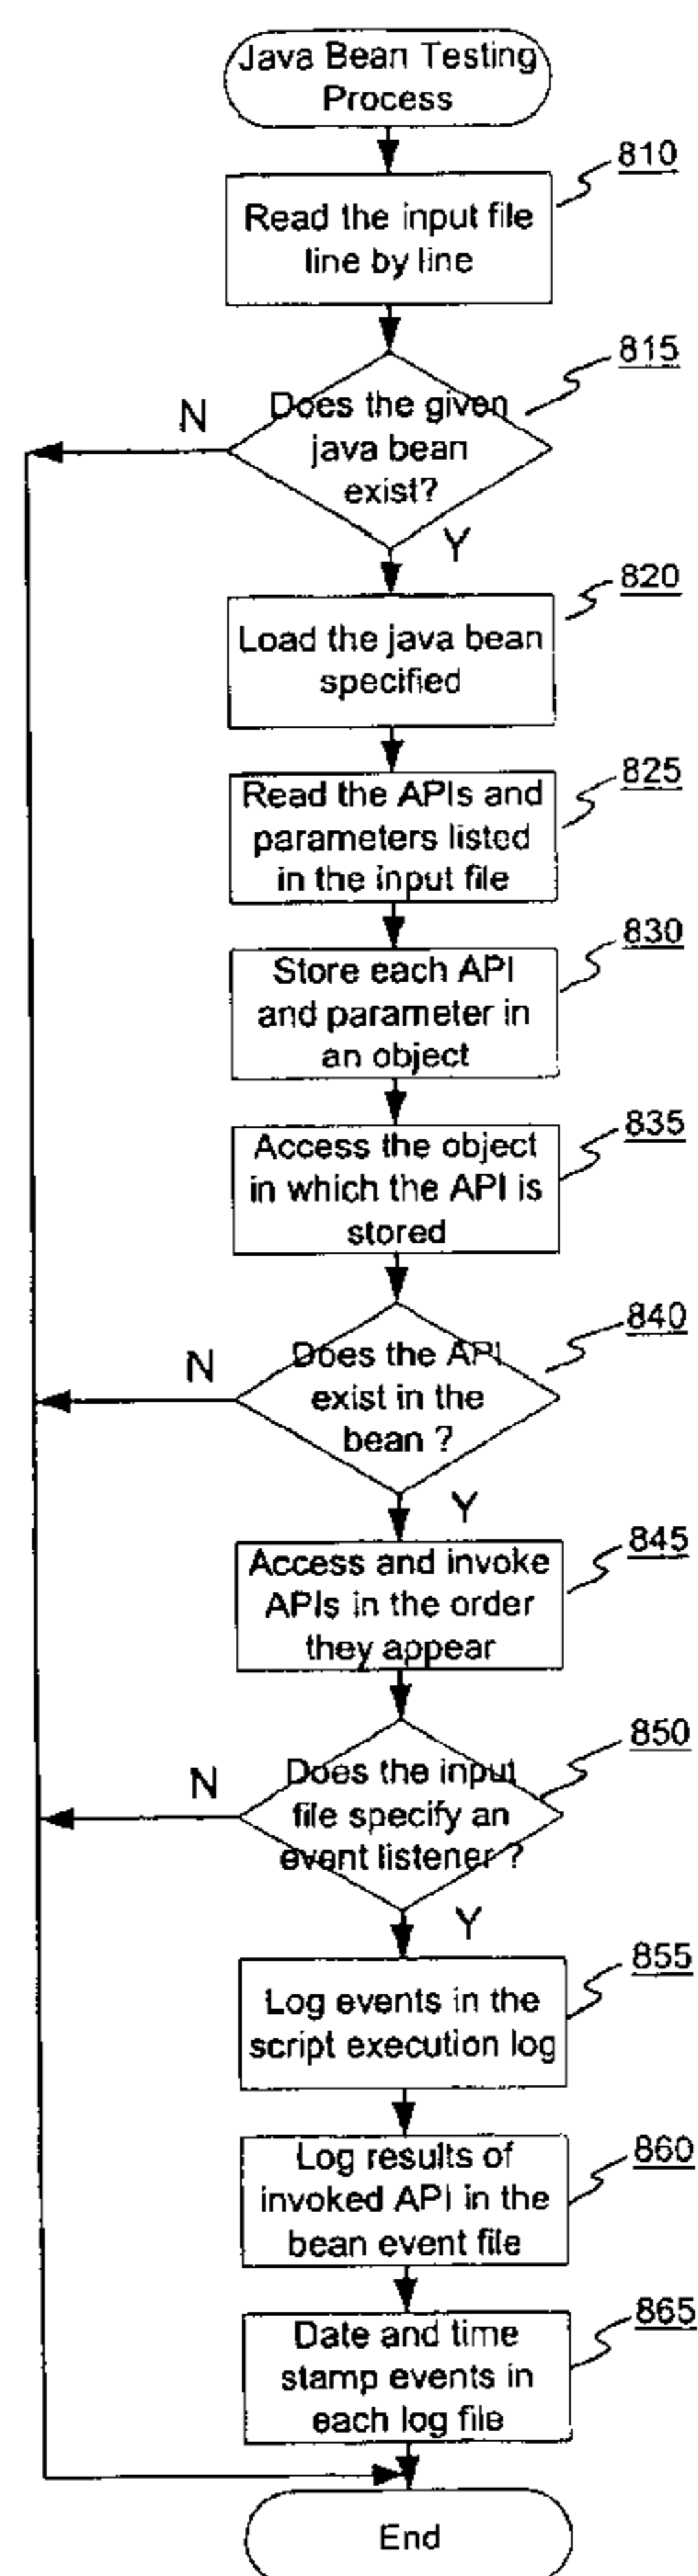 Java Bean Testing
Process
810
Read the input file
line by line
815
N
Does the given
java bean
exist?
Y
820
Load the java bean
specified
825
Read the APIs and
parameters listed
in the input file
830
Store each API
and parameter in
an object
835
Access the object
in which the API is
stored
840
N
Does the API
exist in the
bean ?
Y
845
Access and invoke
APIs in the order
they appear
850
N
Does the input
file specify an
event listener ?
Y
855
Log events in the
script execution log
860
Log results of
invoked API in the
bean event file
865
Date and time
stamp events in
each log file
End